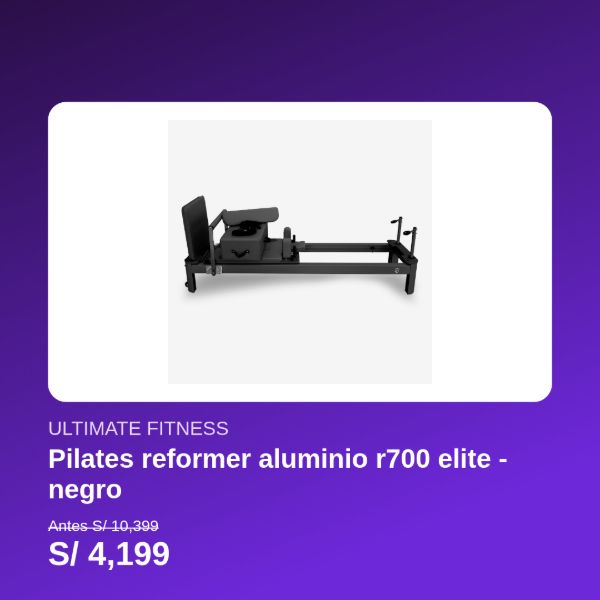 ULTIMATE FITNESS
Pilates reformer aluminio r700 elite -
negro
Antes S/ 10,399
S/ 4,199